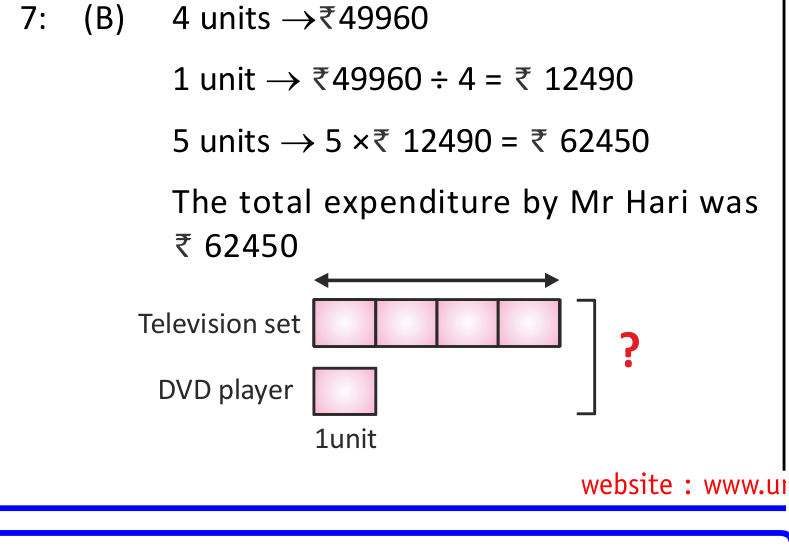 7: (B) 4 units →₹49960
1 unit → ₹49960 ÷ 4 = ₹ 12490
5 units → 5 ×₹ 12490 = ₹ 62450
The total expenditure by Mr Hari was
₹ 62450
Television set
?
DVD player
1unit
website : www.